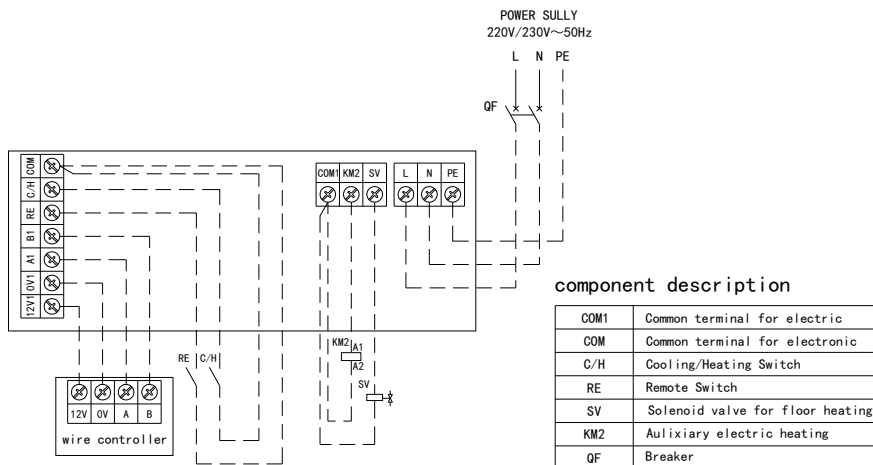 POWER SULLY
220V/230V～50Hz
L N PE
QF
COM
C/H
RE
B1
A1
0V1
12V1
COM1 KM2 SV
L N PE
KM2
A1
A2
SV
RE C/H
12V 0V A B
wire controller
component description
COM1 Common terminal for electric
COM Common terminal for electronic
C/H Cooling/Heating Switch
RE Remote Switch
SV Solenoid valve for floor heating
KM2 Aulixiary electric heating
QF Breaker